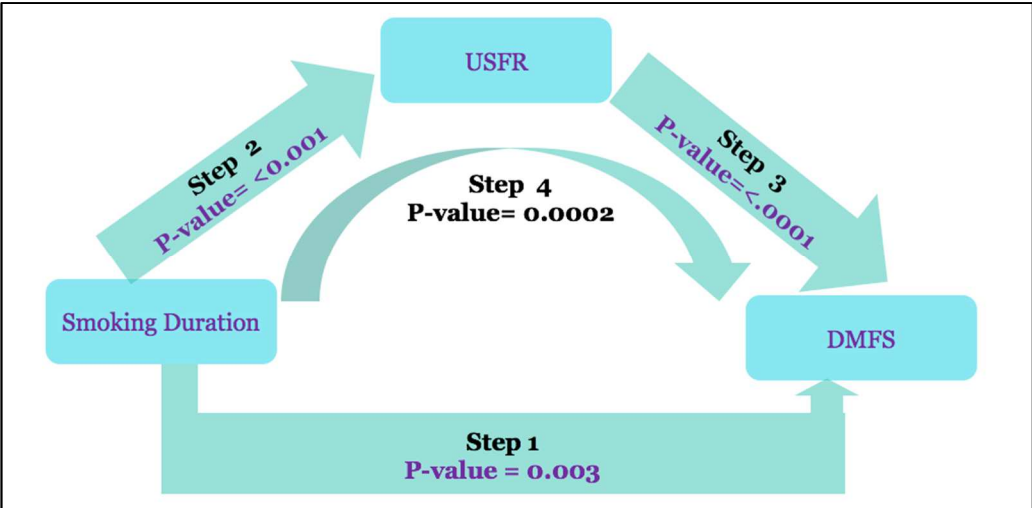 USFR
Step 2
P-value= <0.001
Step 3
P-value=<.0001
Step 4
P-value= 0.0002
Smoking Duration
DMFS
Step 1
P-value = 0.003